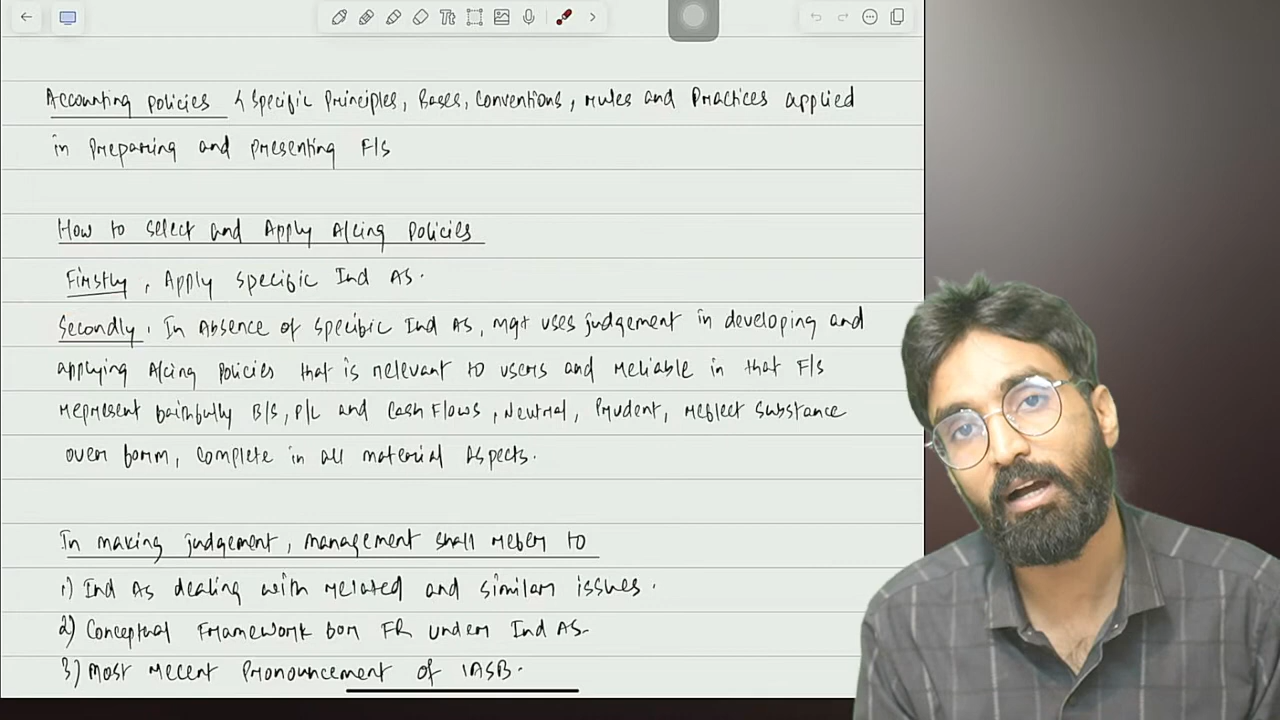 Accounting Policies { Specific Principles, Bases, Conventions, rules and Practices applied
in Preparing and presenting F/S
How to select and Apply A/cing Policies
Firstly, Apply specific Ind AS.
Secondly, In Absence of specific Ind AS, mgt uses judgement in developing and
applying A/cing Policies that is relevant to users and reliable in that F/S
represent faithfully B/S, P/L and Cash Flows, Neutral, Prudent, reflect substance
over form, complete in all material Aspects.
In making judgement, management shall refer to
1) Ind As dealing with related and similar issues.
2) Conceptual Framework for FR under Ind AS.
3) Most recent Pronouncement of IASB.